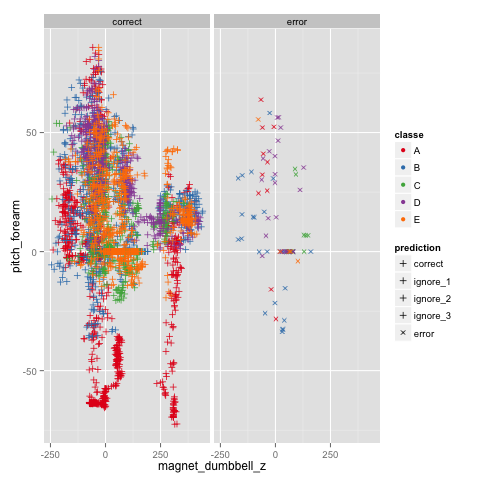 correct
error
classe
A
B
C
D
E
prediction
correct
ignore_1
ignore_2
ignore_3
error
50
0
-50
pitch_forearm
-250
0
250
-250
0
250
magnet_dumbbell_z